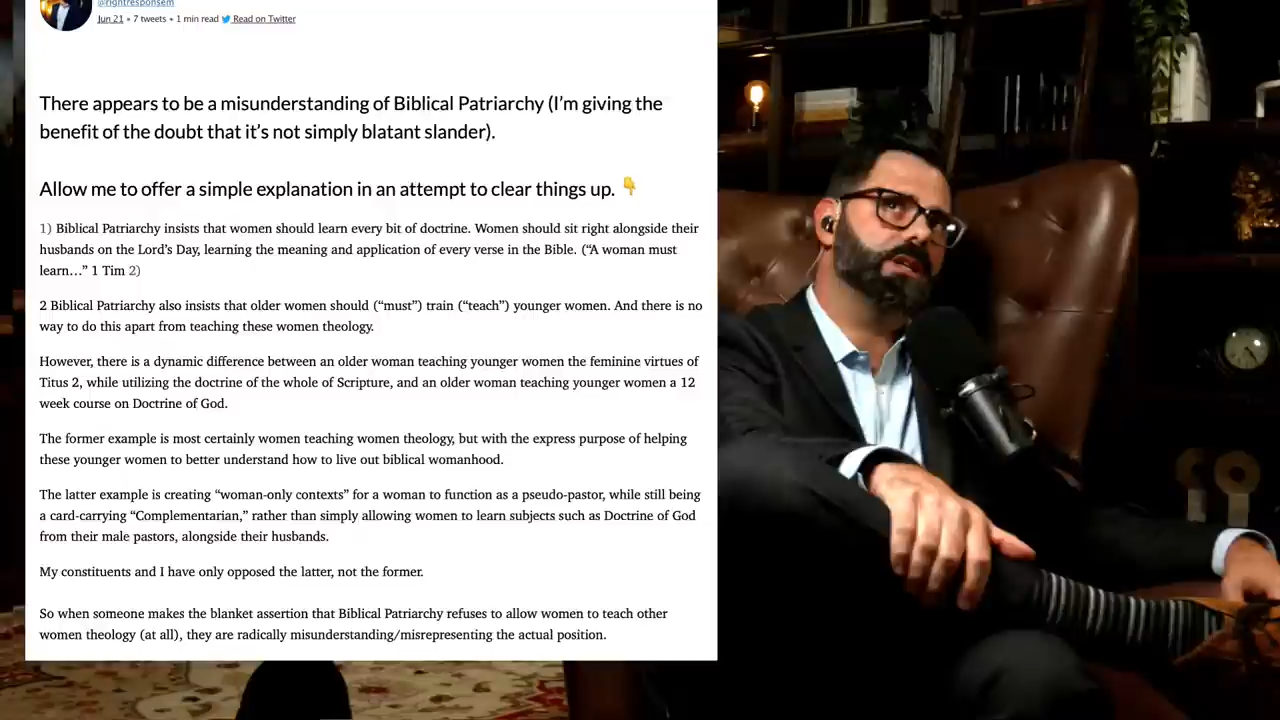 @rightresponsem
Jun 21 • 7 tweets • 1 min read Read on Twitter
There appears to be a misunderstanding of Biblical Patriarchy (I’m giving the
benefit of the doubt that it’s not simply blatant slander).
Allow me to offer a simple explanation in an attempt to clear things up. 👇
1) Biblical Patriarchy insists that women should learn every bit of doctrine. Women should sit right alongside their
husbands on the Lord’s Day, learning the meaning and application of every verse in the Bible. (“A woman must
learn…” 1 Tim 2)
2 Biblical Patriarchy also insists that older women should (“must”) train (“teach”) younger women. And there is no
way to do this apart from teaching these women theology.
However, there is a dynamic difference between an older woman teaching younger women the feminine virtues of
Titus 2, while utilizing the doctrine of the whole of Scripture, and an older woman teaching younger women a 12
week course on Doctrine of God.
The former example is most certainly women teaching women theology, but with the express purpose of helping
these younger women to better understand how to live out biblical womanhood.
The latter example is creating “woman-only contexts” for a woman to function as a pseudo-pastor, while still being
a card-carrying “Complementarian,” rather than simply allowing women to learn subjects such as Doctrine of God
from their male pastors, alongside their husbands.
My constituents and I have only opposed the latter, not the former.
So when someone makes the blanket assertion that Biblical Patriarchy refuses to allow women to teach other
women theology (at all), they are radically misunderstanding/misrepresenting the actual position.